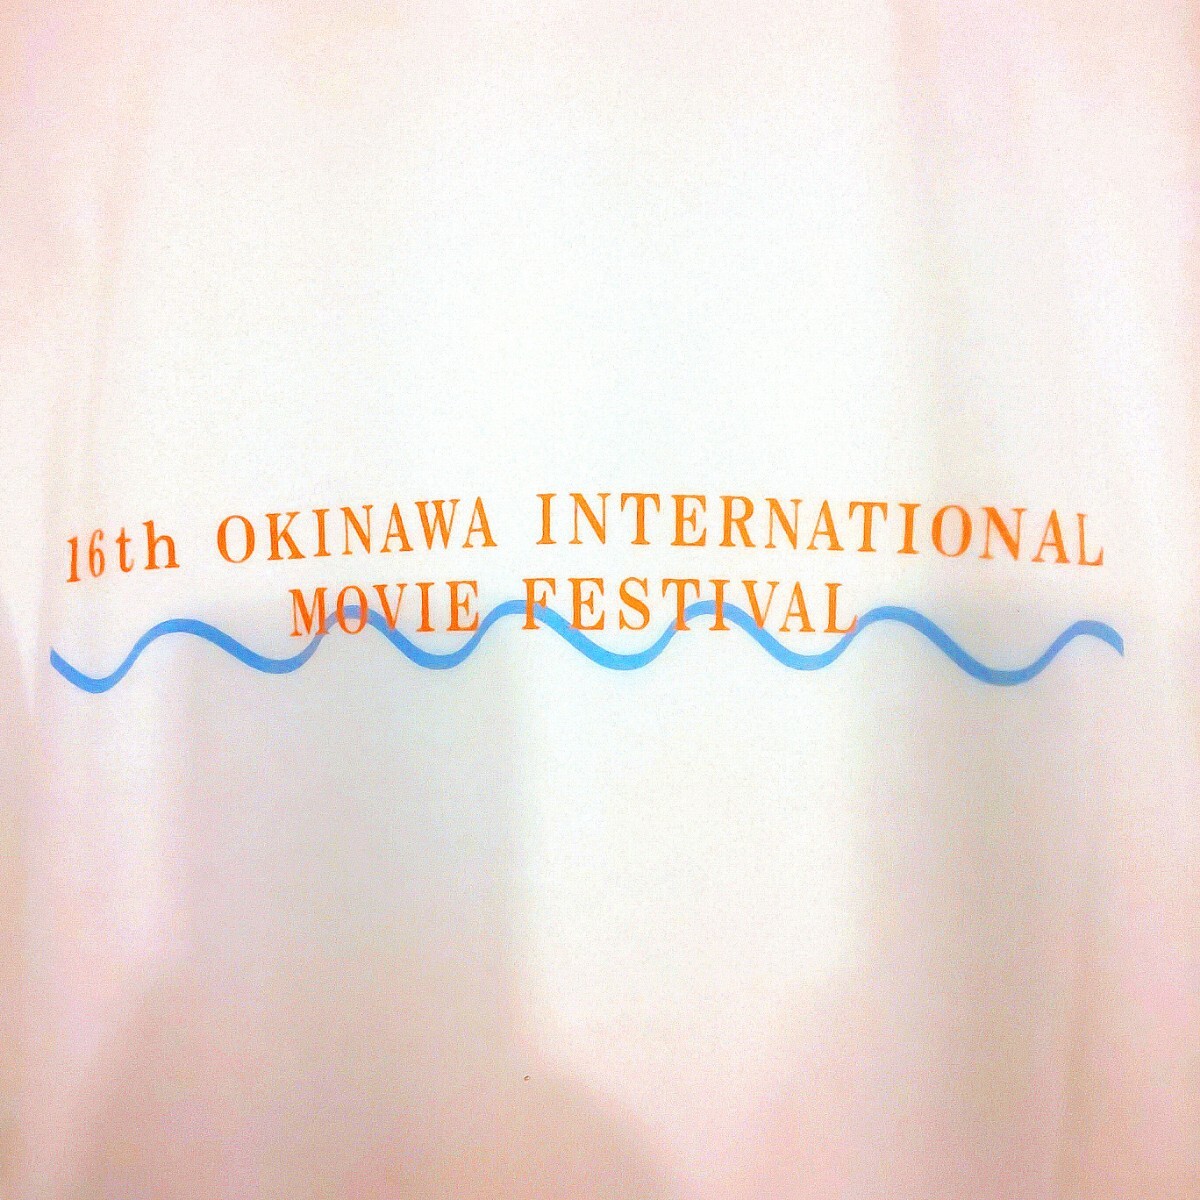 16th OKINAWA INTERNATIONAL
MOVIE FESTIVAL